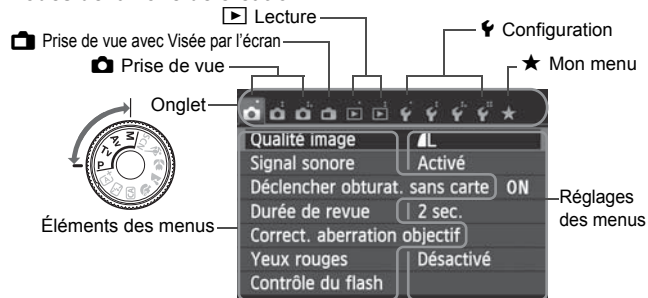 Lecture
Prise de vue avec Visée par l'écran
Configuration
Prise de vue
Mon menu
Onglet
Qualité image L
Signal sonore Activé
Déclencher obturat. sans carte ON
Durée de revue 2 sec.
Correct. aberration objectif
Yeux rouges Désactivé
Contrôle du flash
Réglages
des menus
Éléments des menus
P
Tv
Av
M